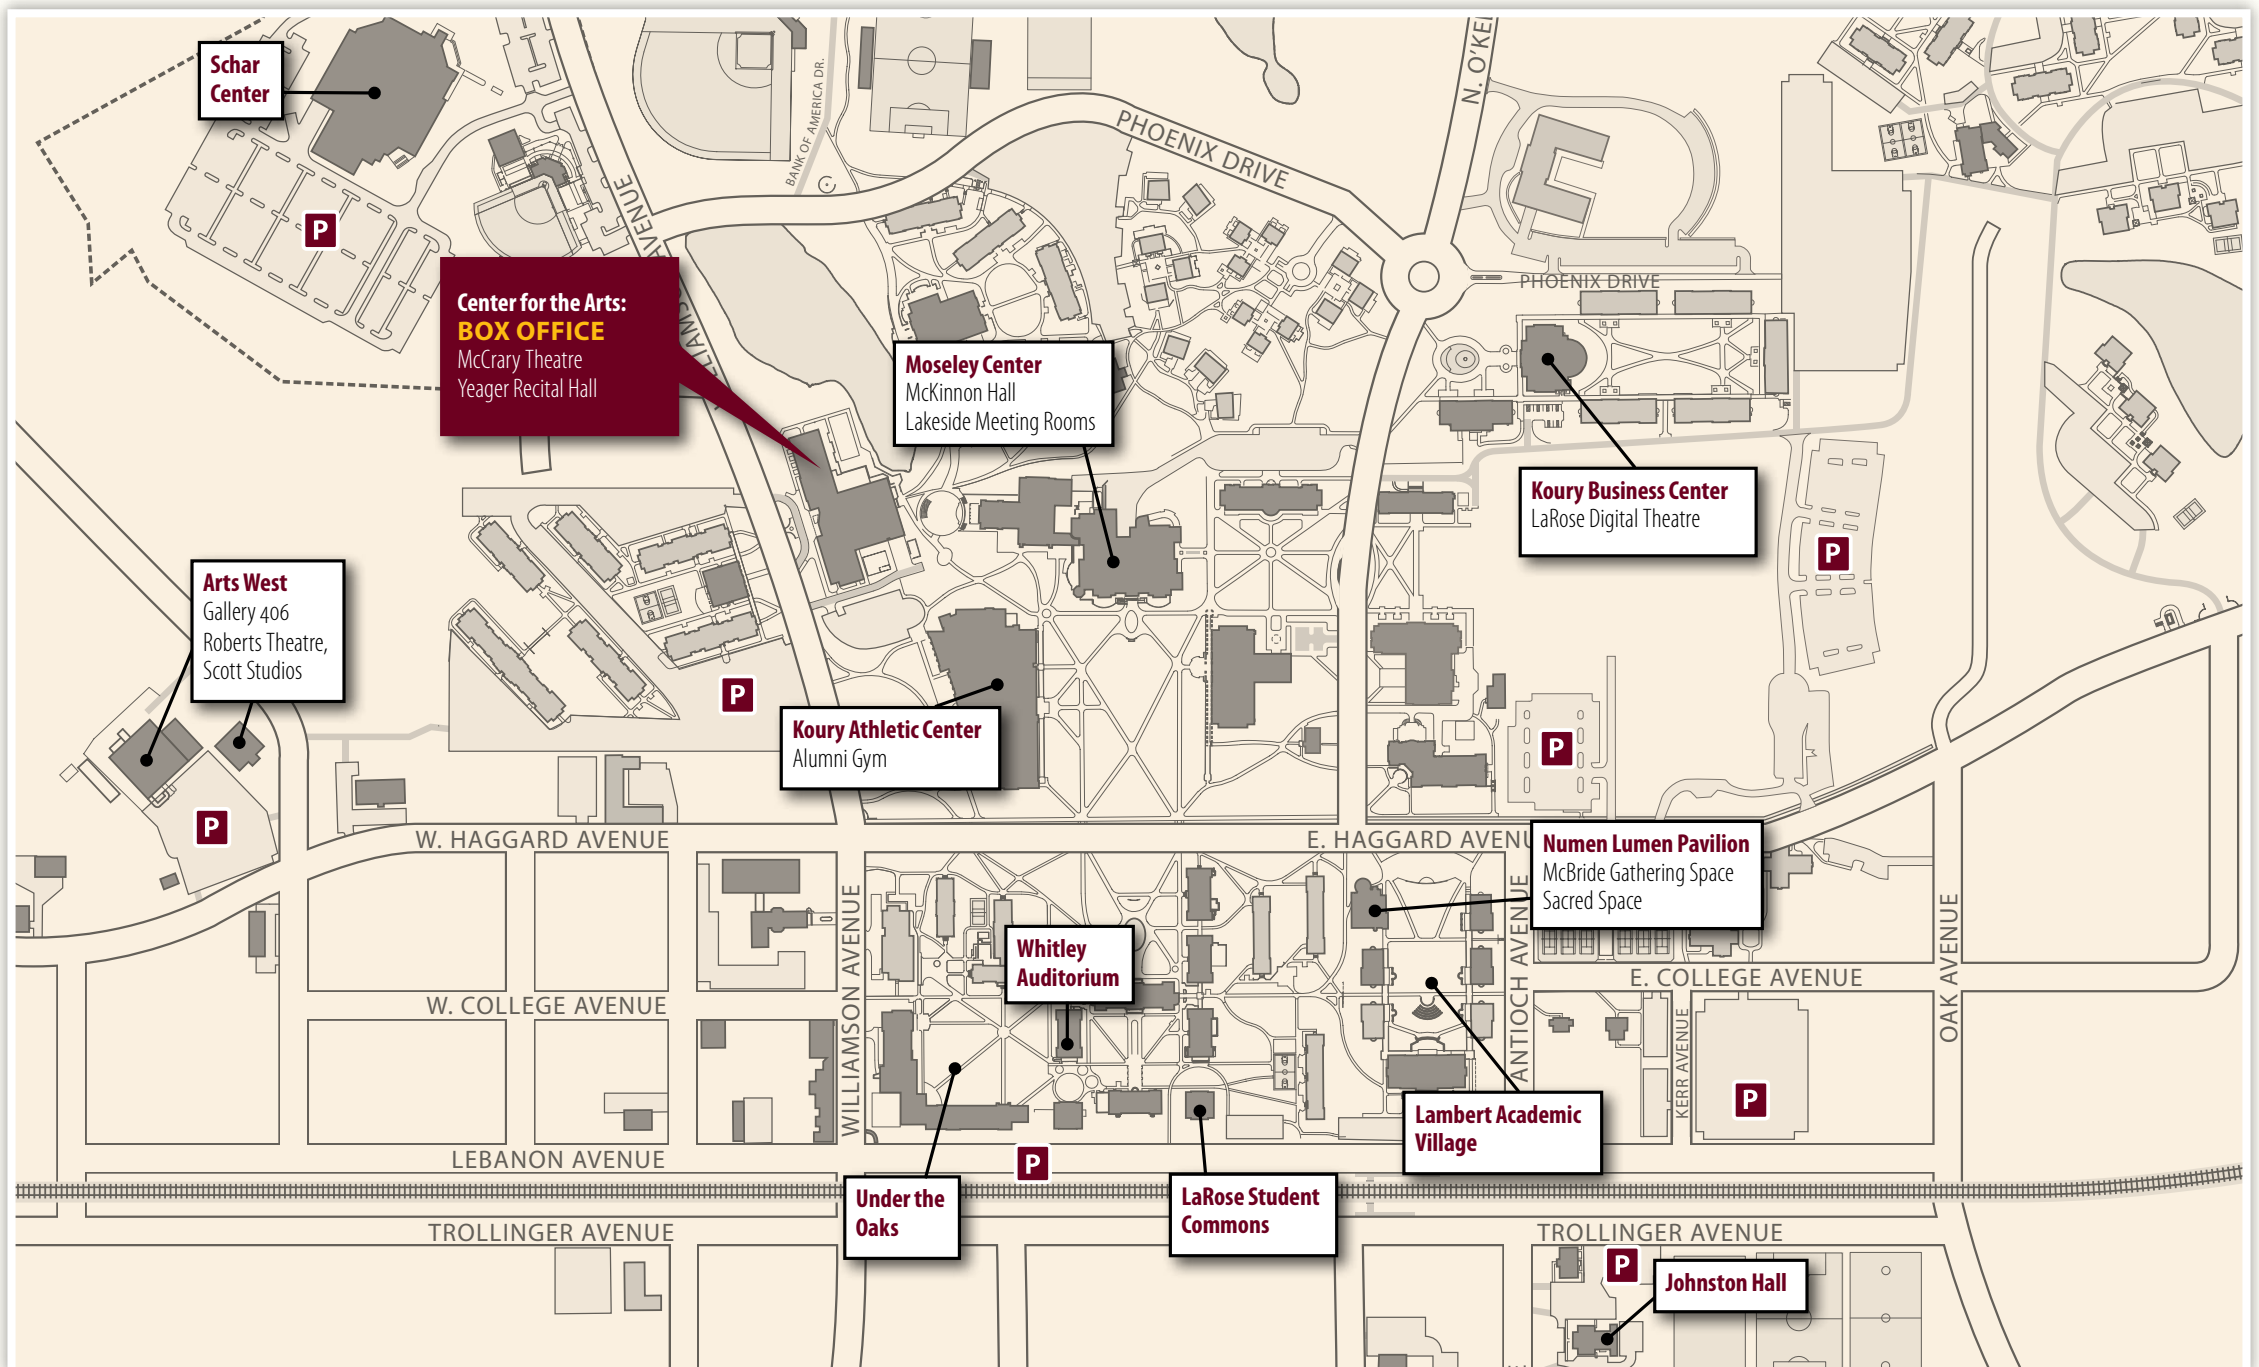 Schar
Center
P
BANK OF AMERICA DR.
PHOENIX DRIVE
AVENUE
Center for the Arts:
BOX OFFICE
McCrary Theatre
Yeager Recital Hall
PHOENIX DRIVE
Moseley Center
McKinnon Hall
Lakeside Meeting Rooms
Koury Business Center
LaRose Digital Theatre
P
Arts West
Gallery 406
Roberts Theatre,
Scott Studios
P
Koury Athletic Center
Alumni Gym
P
P
W. HAGGARD AVENUE
E. HAGGARD
Numen Lumen Pavilion
McBride Gathering Space
Sacred Space
WILLIAMSON AVENUE
Whitley
Auditorium
ANTIOCH AVENUE
E. COLLEGE AVENUE
OAK AVENUE
W. COLLEGE AVENUE
KERR AVENUE
P
Lambert Academic
Village
LEBANON AVENUE
P
Under the
Oaks
LaRose Student
Commons
TROLLINGER AVENUE
TROLLINGER AVENUE
P
Johnston Hall